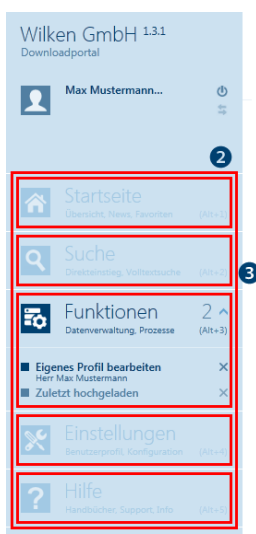 Wilken GmbH 1.3.1
Downloadportal
Max Mustermann...
2
Startseite
Übersicht, News, Favoriten (Alt+1)
3
Suche
Direkteinstieg, Volltextsuche (Alt+2)
Funktionen 2
Datenverwaltung, Prozesse (Alt+3)
Eigenes Profil bearbeiten
Herr Max Mustermann
Zuletzt hochgeladen
Einstellungen
Benutzerprofil, Konfiguration (Alt+4)
?
Hilfe
Handbücher, Support, Info (Alt+5)